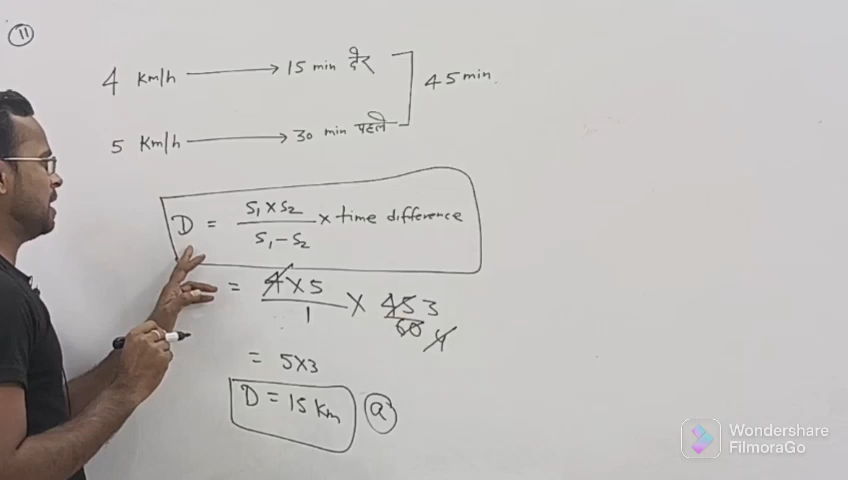 11
4 Km/h → 15 min देर
45 min.
5 Km/h → 30 min पहले
D = S₁ × S₂ / S₁ - S₂ × time difference
= 4 × 5 / 1 × 45 3 / 60 4
= 5×3
D = 15 Km a
Wondershare
FilmoraGo